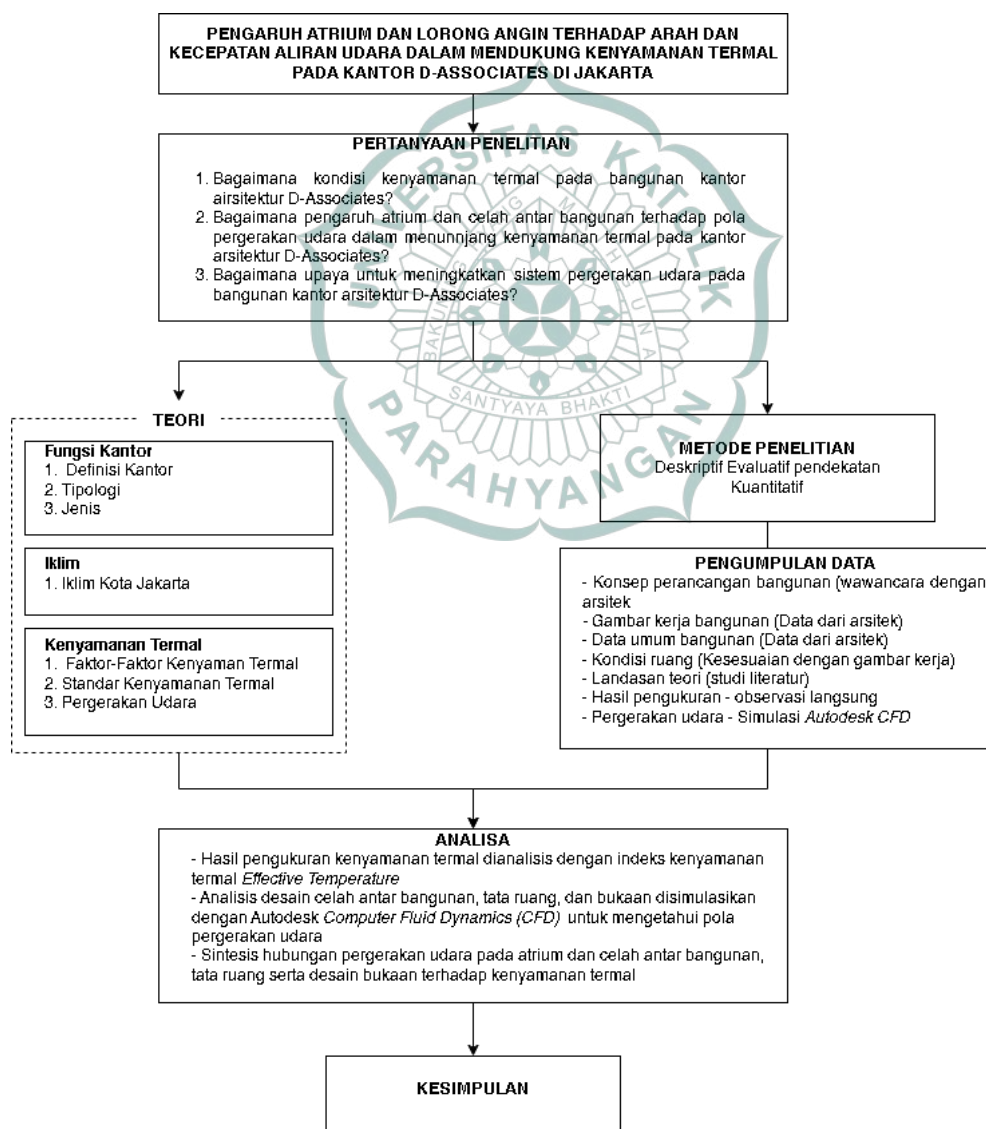 PENGARUH ATRIUM DAN LORONG ANGIN TERHADAP ARAH DAN
KECEPATAN ALIRAN UDARA DALAM MENDUKUNG KENYAMANAN TERMAL
PADA KANTOR D-ASSOCIATES DI JAKARTA
PERTANYAAN PENELITIAN
1. Bagaimana kondisi kenyamanan termal pada bangunan kantor
airsitektur D-Associates?
2. Bagaimana pengaruh atrium dan celah antar bangunan terhadap pola
pergerakan udara dalam menunnjang kenyamanan termal pada kantor
arsitektur D-Associates?
3. Bagaimana upaya untuk meningkatkan sistem pergerakan udara pada
bangunan kantor arsitektur D-Associates?
UNIVERSITAS KATOLIK
PARAHYANGAN
SANTYAYA BHAKTI
TEORI
Fungsi Kantor
1. Definisi Kantor
2. Tipologi
3. Jenis
Iklim
1. Iklim Kota Jakarta
Kenyamanan Termal
1. Faktor-Faktor Kenyaman Termal
2. Standar Kenyamanan Termal
3. Pergerakan Udara
METODE PENELITIAN
Deskriptif Evaluatif pendekatan
Kuantitatif
PENGUMPULAN DATA
- Konsep perancangan bangunan (wawancara dengan
arsitek
- Gambar kerja bangunan (Data dari arsitek)
- Data umum bangunan (Data dari arsitek)
- Kondisi ruang (Kesesuaian dengan gambar kerja)
- Landasan teori (studi literatur)
- Hasil pengukuran - observasi langsung
- Pergerakan udara - Simulasi Autodesk CFD
ANALISA
- Hasil pengukuran kenyamanan termal dianalisis dengan indeks kenyamanan
termal Effective Temperature
- Analisis desain celah antar bangunan, tata ruang, dan bukaan disimulasikan
dengan Autodesk Computer Fluid Dynamics (CFD) untuk mengetahui pola
pergerakan udara
- Sintesis hubungan pergerakan udara pada atrium dan celah antar bangunan,
tata ruang serta desain bukaan terhadap kenyamanan termal
KESIMPULAN